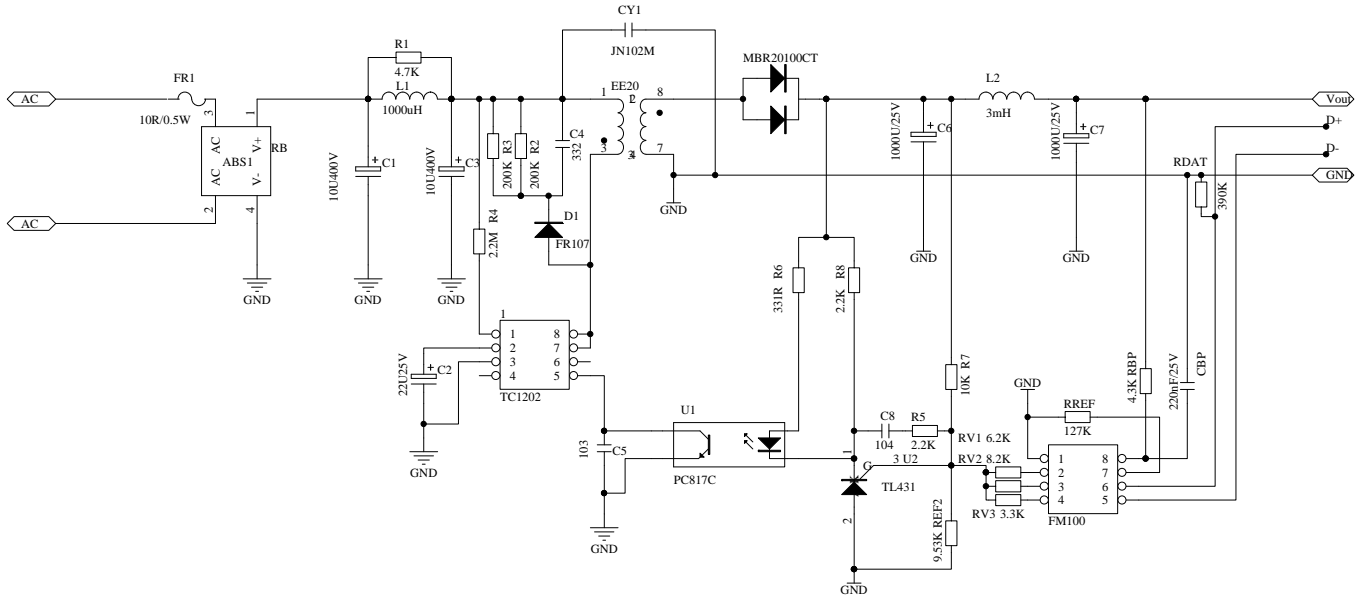 CY1
JN102M
MBR20100CT
R1
4.7K
L1
1000uH
FR1
10R/0.5W
EE20
L2
3mH
AC
AC
Vout
D+
D-
GND
3
1
AC
V+
ABS1
RB
AC
V-
2
4
10U400V
C1
10U400V
C3
200K R3
200K R2
C4
332
1
2
8
3
4
7
1000U/25V
C6
1000U/25V
C7
RDAT
390K
GND
GND
GND
GND
GND
GND
2.2M R4
D1
FR107
331R R6
2.2K R8
1
1
2
3
4
8
7
6
5
TC1202
22U25V
C2
GND
103
C5
GND
U1
PC817C
C8
104
R5
2.2K
10K R7
1
G
3 U2
TL431
2
9.53K REF2
GND
RV1 6.2K
RV2 8.2K
RV3 3.3K
GND
RREF
127K
4.3K RBP
220nF/25V
CBP
1
2
3
4
8
7
6
5
FM100